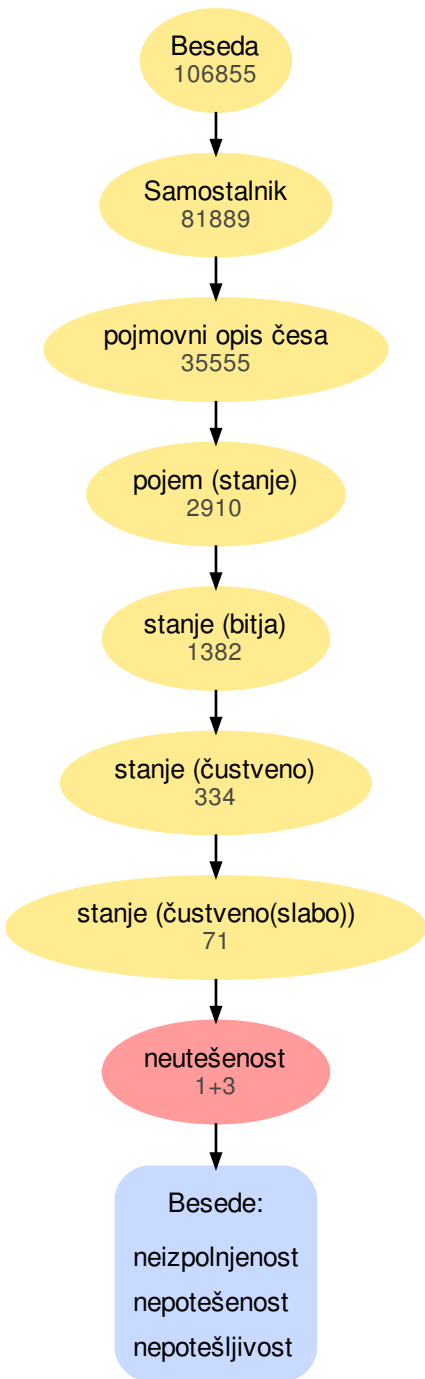 Beseda
106855
Samostalnik
81889
pojmovni opis česa
35555
pojem (stanje)
2910
stanje (bitja)
1382
stanje (čustveno)
334
stanje (čustveno(slabo))
71
neutešenost
1+3
Besede:
neizpolnjenost
nepotešenost
nepotešljivost